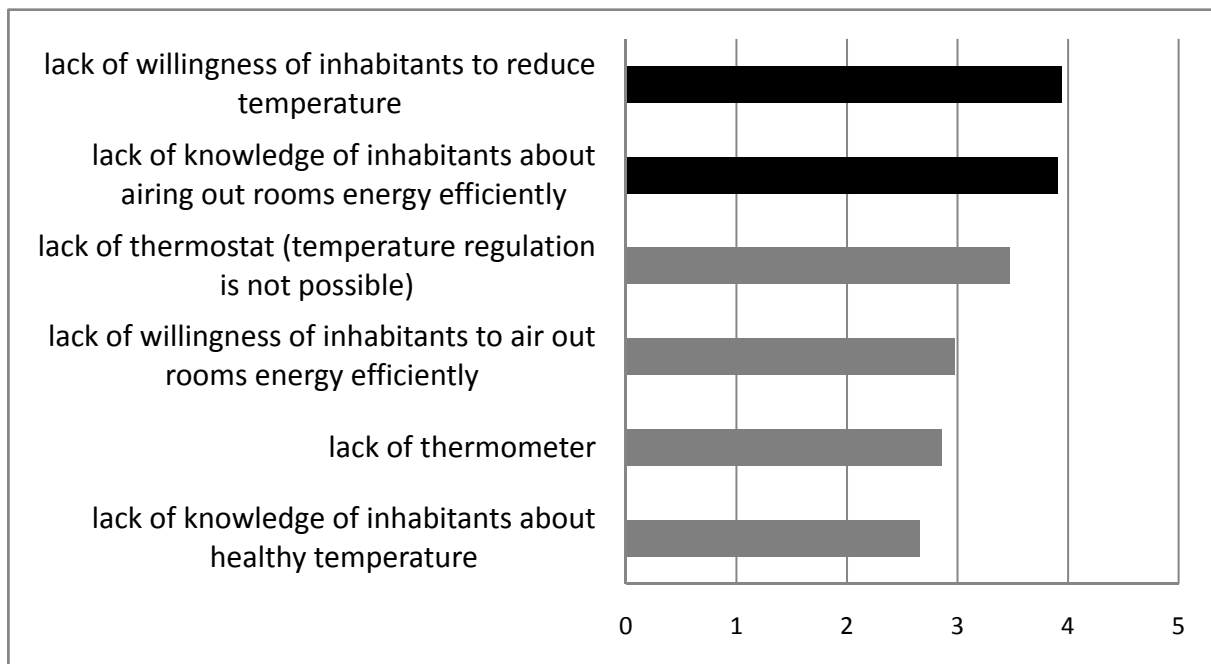 lack of willingness of inhabitants to reduce
temperature
lack of knowledge of inhabitants about
airing out rooms energy efficiently
lack of thermostat (temperature regulation
is not possible)
lack of willingness of inhabitants to air out
rooms energy efficiently
lack of thermometer
lack of knowledge of inhabitants about
healthy temperature
0 1 2 3 4 5